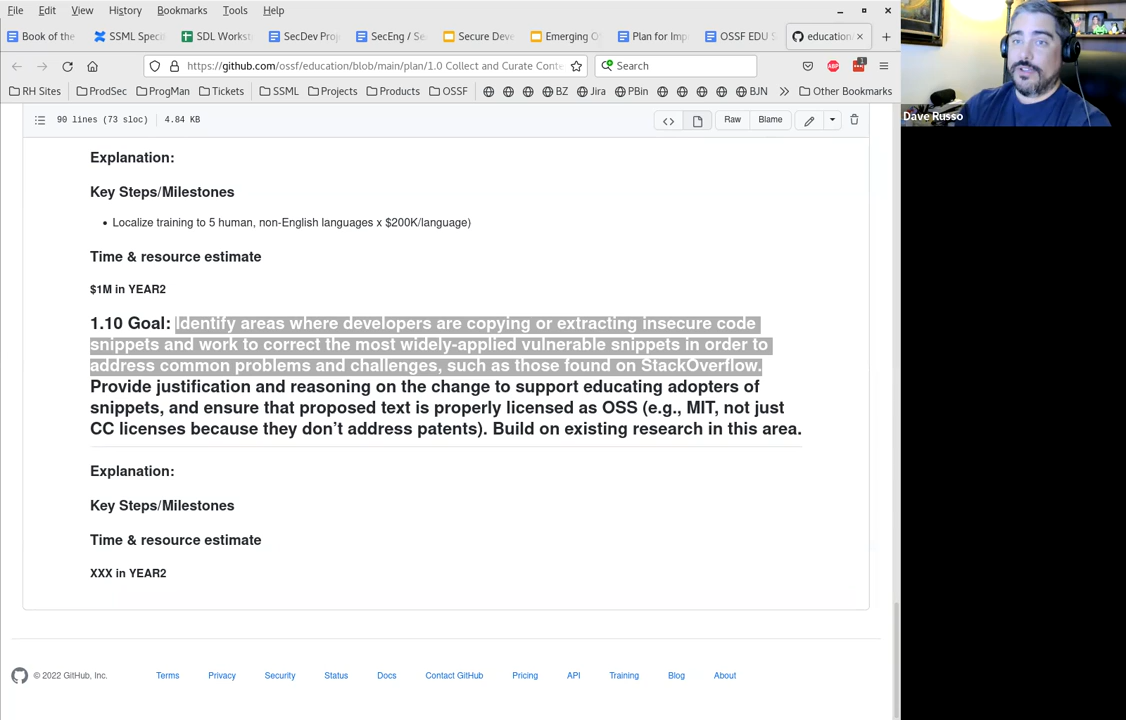 File Edit View History Bookmarks Tools Help
Book of the
SSML Speci
SDL Workst
SecDev Proj
SecEng / Se
Secure Deve
Emerging O
Plan for Imp
OSSF EDU S
education
https://github.com/ossf/education/blob/main/plan/1.0 Collect and Curate Conte
Search
RH Sites ProdSec ProgMan Tickets SSML Projects Products OSSF BZ Jira PBin BJN Other Bookmarks
90 lines (73 sloc) 4.84 KB
Raw Blame
Explanation:
Key Steps/Milestones
• Localize training to 5 human, non-English languages x $200K/language)
Time & resource estimate
$1M in YEAR2
1.10 Goal: Identify areas where developers are copying or extracting insecure code
snippets and work to correct the most widely-applied vulnerable snippets in order to
address common problems and challenges, such as those found on StackOverflow.
Provide justification and reasoning on the change to support educating adopters of
snippets, and ensure that proposed text is properly licensed as OSS (e.g., MIT, not just
CC licenses because they don’t address patents). Build on existing research in this area.
Explanation:
Key Steps/Milestones
Time & resource estimate
XXX in YEAR2
© 2022 GitHub, Inc. Terms Privacy Security Status Docs Contact GitHub Pricing API Training Blog About
Dave Russo